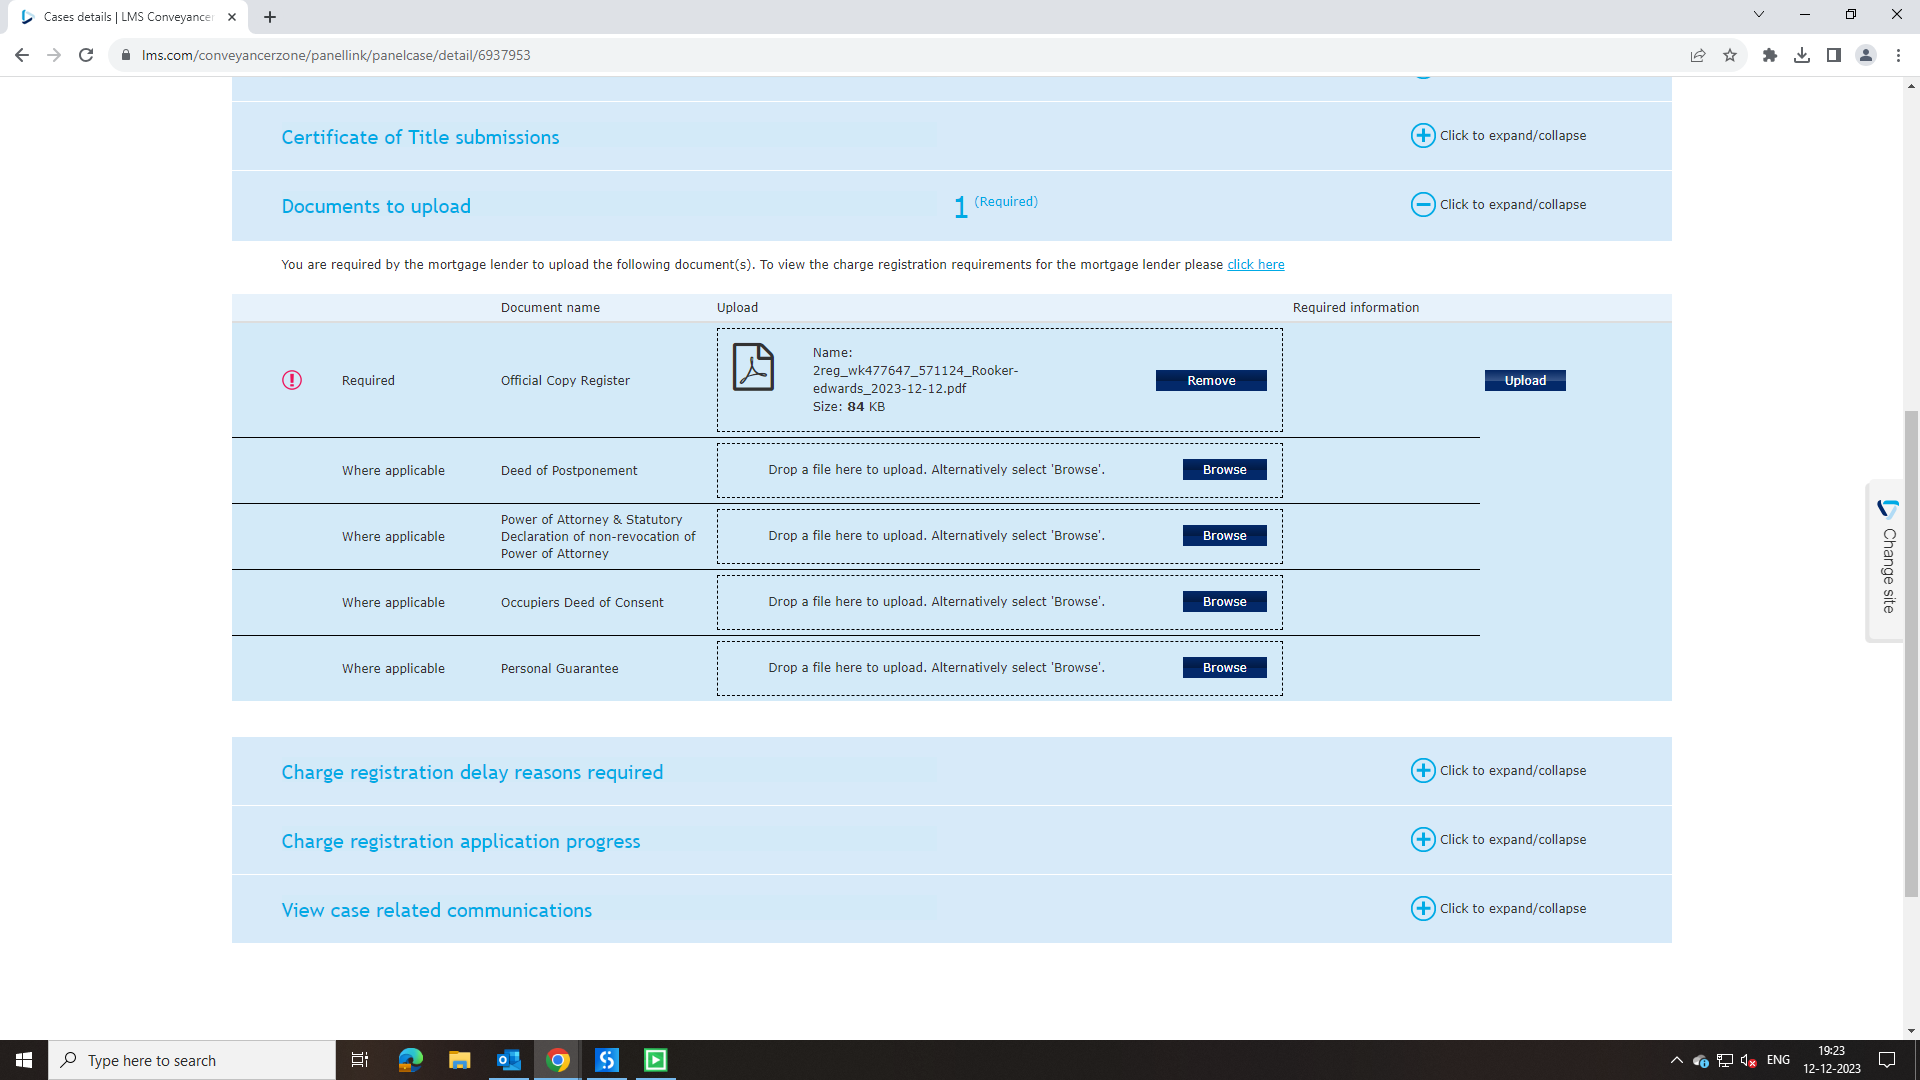 Cases details | LMS Conveyancer
lms.com/conveyancerzone/panellink/panelcase/detail/6937953
Certificate of Title submissions
Click to expand/collapse
Documents to upload
1 (Required)
Click to expand/collapse
You are required by the mortgage lender to upload the following document(s). To view the charge registration requirements for the mortgage lender please click here
Document name Upload Required information
Required Official Copy Register
Name:
2reg_wk477647_571124_Rooker-
edwards_2023-12-12.pdf
Size: 84 KB
Remove
Upload
Where applicable Deed of Postponement Drop a file here to upload. Alternatively select 'Browse'. Browse
Where applicable
Power of Attorney & Statutory
Declaration of non-revocation of
Power of Attorney
Drop a file here to upload. Alternatively select 'Browse'. Browse
Where applicable Occupiers Deed of Consent Drop a file here to upload. Alternatively select 'Browse'. Browse
Where applicable Personal Guarantee Drop a file here to upload. Alternatively select 'Browse'. Browse
Change site
Charge registration delay reasons required
Click to expand/collapse
Charge registration application progress
Click to expand/collapse
View case related communications
Click to expand/collapse
Type here to search
ENG
19:23
12-12-2023